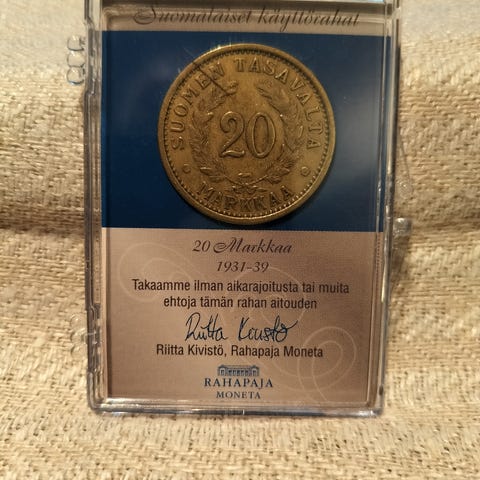 Suomalaiset käyttörahat
SUOMEN TASAVALTA
20
MARKKAA
20 Markkaa
1931-39
Takaamme ilman aikarajoitusta tai muita
ehtoja tämän rahan aitouden
Riitta Kivistö
Riitta Kivistö, Rahapaja Moneta
RAHAPAJA
MONETA